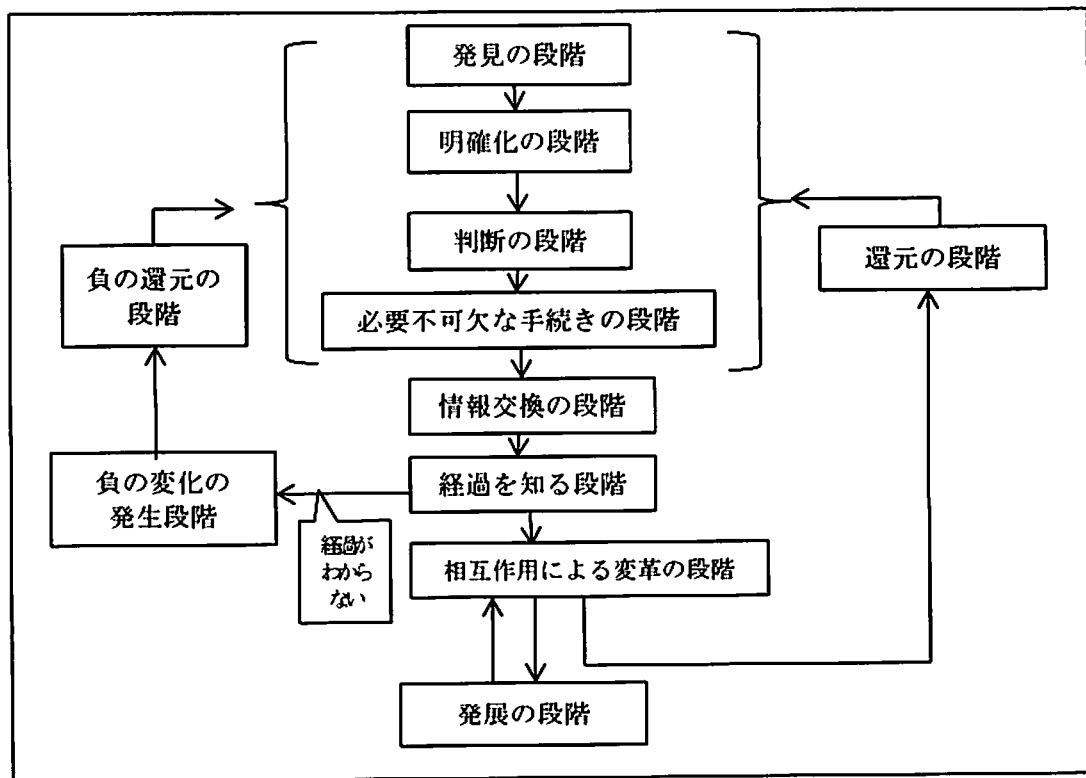 発見の段階
明確化の段階
判断の段階
還元の段階
負の還元の
段階
必要不可欠な手続きの段階
情報交換の段階
経過を知る段階
負の変化の
発生段階
経過が
わから
ない
相互作用による変革の段階
発展の段階